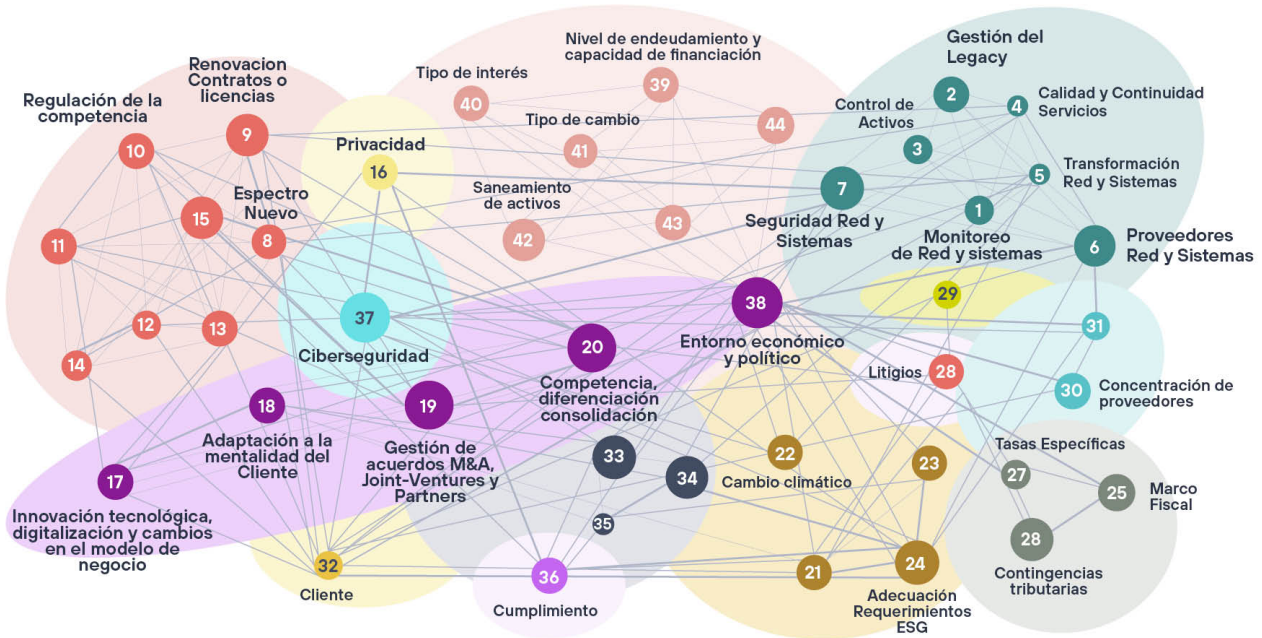 Regulación de la
competencia
10
Renovacion
Contratos o
licencias
9
Espectro
Nuevo
15
8
11
12
13
14
Privacidad
16
37
Ciberseguridad
Tipo de interés
40
Nivel de endeudamiento y
capacidad de financiación
39
Tipo de cambio
41
44
Saneamiento
de activos
42
43
Gestión del
Legacy
2
4
Calidad y Continuidad
Servicios
Control de
Activos
3
5
Transformación
Red y Sistemas
7
Seguridad Red y
Sistemas
1
Monitoreo
de Red y sistemas
6
Proveedores
Red y Sistemas
29
31
30
Concentración de
proveedores
Litigios
28
38
Entorno económico
y político
20
Competencia,
diferenciación
consolidación
19
Gestión de
acuerdos M&A,
Joint-Ventures y
Partners
18
Adaptación a la
mentalidad del
Cliente
17
Innovación tecnológica,
digitalización y cambios
en el modelo de
negocio
33
34
35
32
Cliente
36
Cumplimiento
22
Cambio climático
23
21
24
Adecuación
Requerimientos
ESG
Tasas Específicas
27
25
Marco
Fiscal
28
Contingencias
tributarias